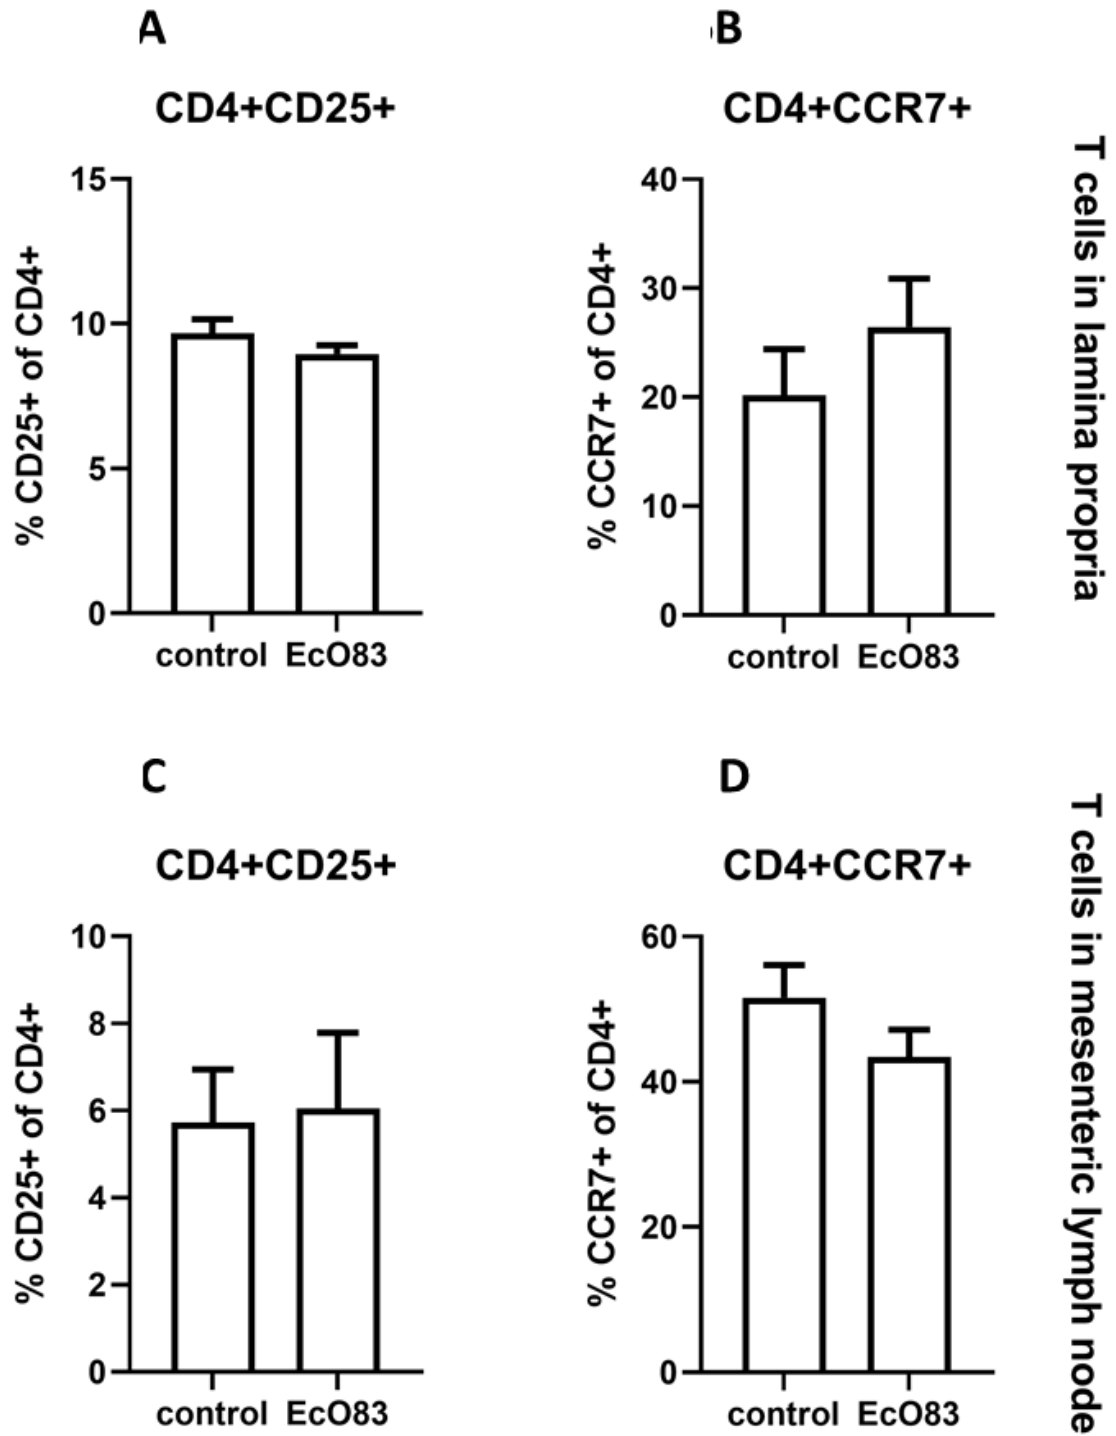 A
B
CD4+CD25+
CD4+CCR7+
T cells in lamina propria
% CD25+ of CD4+
15
10
5
0
control EcO83
% CCR7+ of CD4+
40
30
20
10
0
control EcO83
C
D
CD4+CD25+
CD4+CCR7+
T cells in mesenteric lymph node
% CD25+ of CD4+
10
8
6
4
2
0
control EcO83
% CCR7+ of CD4+
60
40
20
0
control EcO83